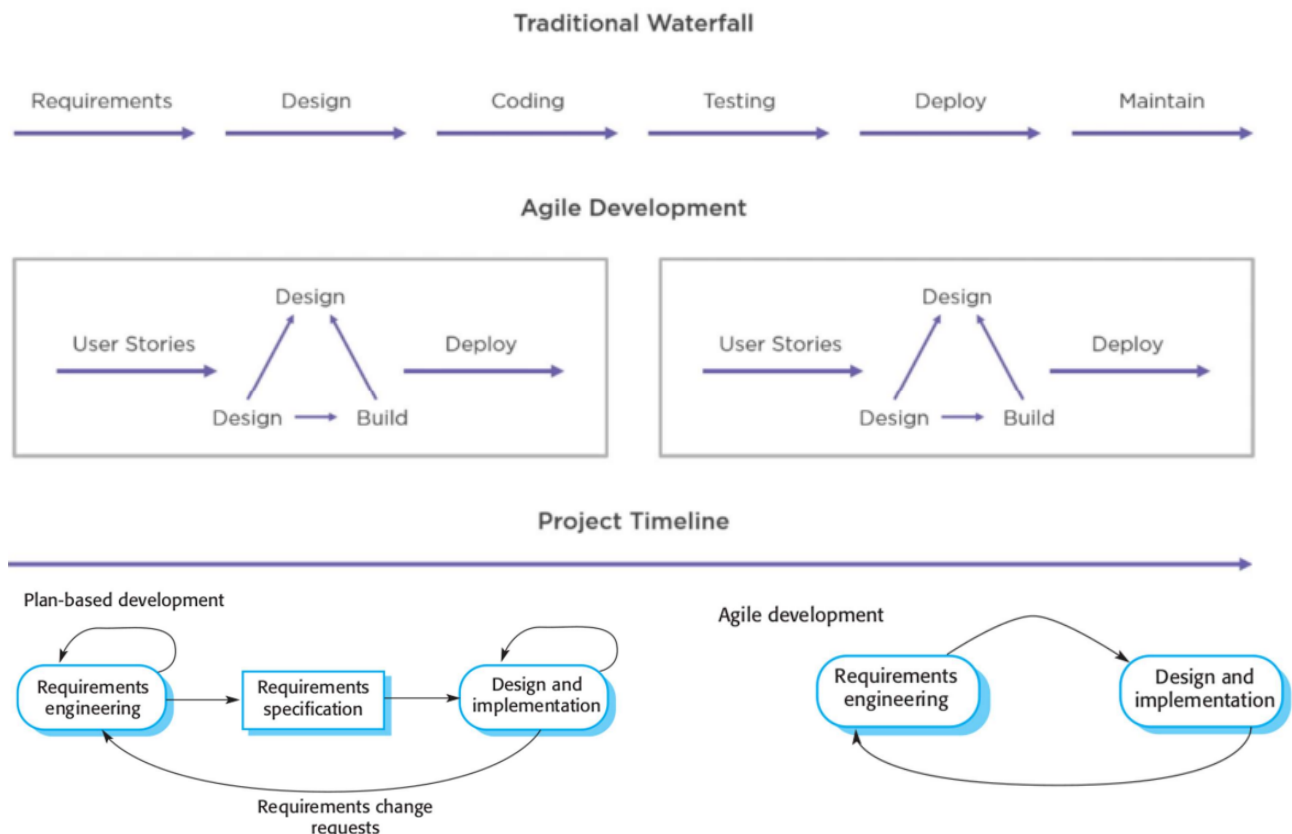 Traditional Waterfall
Requirements
Design
Coding
Testing
Deploy
Maintain
Agile Development
Design
User Stories
Deploy
Design
Build
Design
User Stories
Deploy
Design
Build
Project Timeline
Plan-based development
Requirements
engineering
Requirements
specification
Design and
implementation
Requirements change
requests
Agile development
Requirements
engineering
Design and
implementation